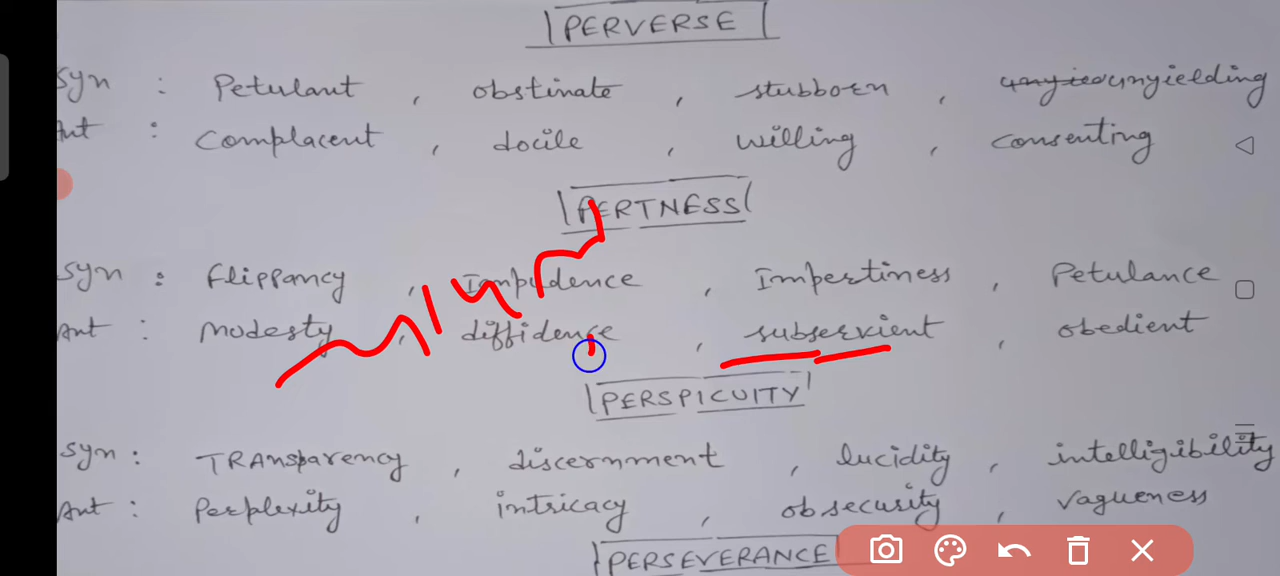 PERVERSE
Syn : Petulant , obstinate , stubborn , unyielding
Ant : Complacent , docile , willing , consenting
PERTNESS
Syn : Flippancy , Impudence , Impertiness , Petulance
Ant : Modesty , diffidence , subservient , obedient
PERSPICUITY
Syn : TRANsparency , discernment , lucidity , intelligibility
Ant : Perplexity , intricacy , obsecurity , vagueness
PERSEVERANCE